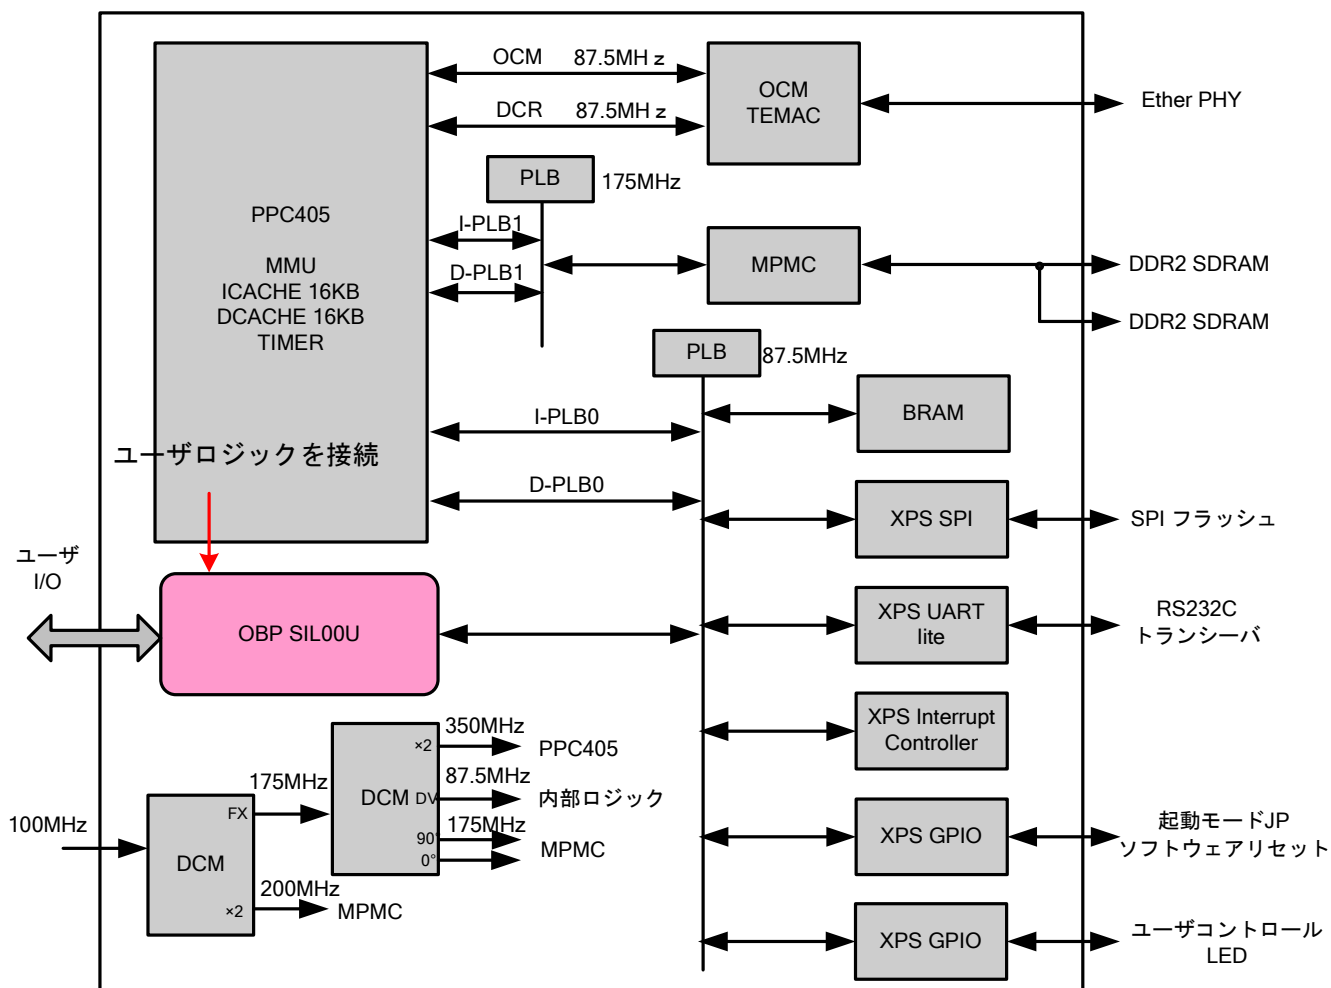 OCM 87.5MHz
DCR 87.5MHz
OCM
TEMAC
Ether PHY
PLB
175MHz
PPC405
MMU
ICACHE 16KB
DCACHE 16KB
TIMER
I-PLB1
D-PLB1
MPMC
DDR2 SDRAM
DDR2 SDRAM
PLB
87.5MHz
BRAM
I-PLB0
ユーザロジックを接続
D-PLB0
XPS SPI
SPI フラッシュ
ユーザ
I/O
OBP SIL00U
XPS UART
lite
RS232C
トランシーバ
XPS Interrupt
Controller
350MHz
×2
PPC405
175MHz
87.5MHz
DCM
DV
内部ロジック
FX
100MHz
175MHz
90°
0°
MPMC
DCM
200MHz
×2
MPMC
XPS GPIO
起動モードJP
ソフトウェアリセット
XPS GPIO
ユーザコントロール
LED